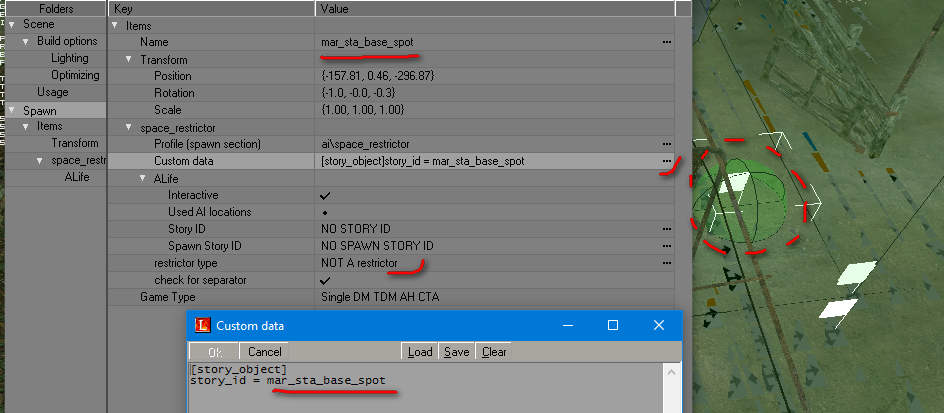 Folders Key Value
Scene Items
Build options Name mar_sta_base_spot ...
Lighting Transform
Optimizing Position {-157.81, 0.46, -296.87}
Usage Rotation {-1.0, -0.0, -0.3}
Spawn Scale {1.00, 1.00, 1.00}
Items space_restrictor
Transform Profile (spawn section) ai\space_restrictor
space_restr Custom data [story_object]story_id = mar_sta_base_spot ...
ALife ALife
Interactive
Used AI locations
Story ID NO STORY ID ...
Spawn Story ID NO SPAWN STORY ID ...
restrictor type NOT A restrictor ...
check for separator
Game Type Single DM TDM AH CTA
L Custom data
Ok Cancel Load Save Clear
[story_object]
story_id = mar_sta_base_spot